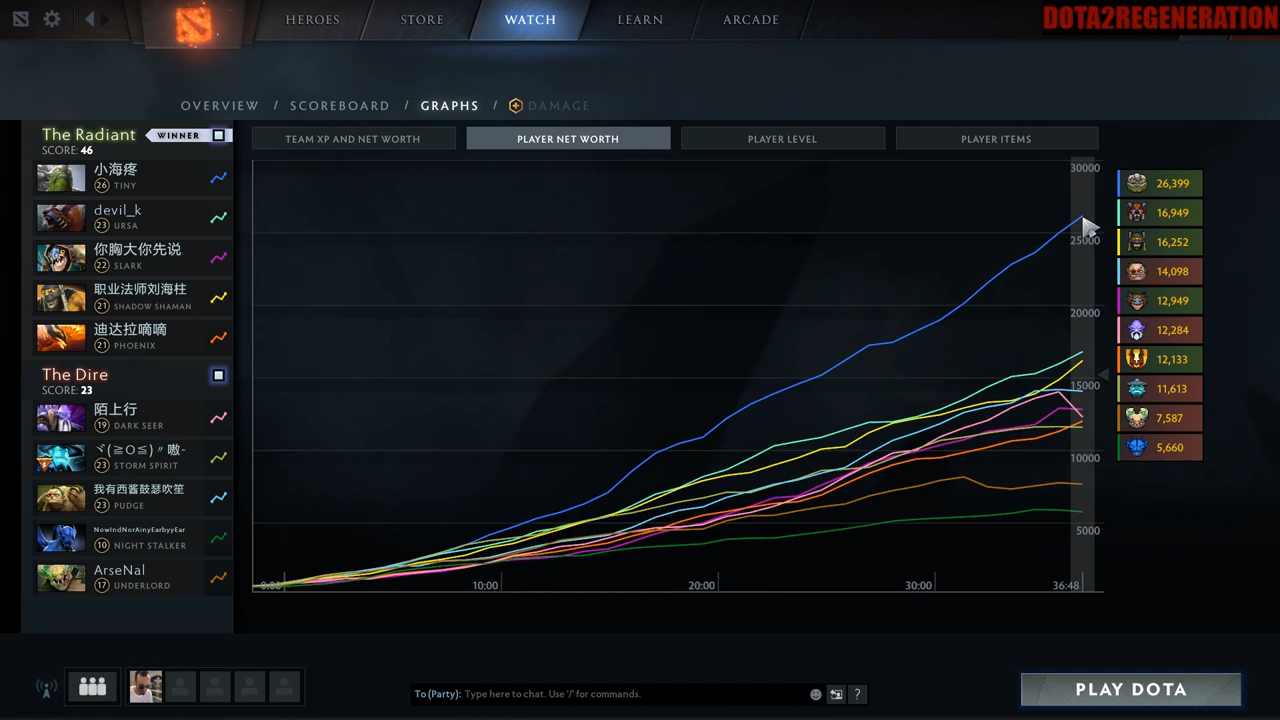 HEROES
STORE
WATCH
LEARN
ARCADE
DOTA2REGENERATION
OVERVIEW / SCOREBOARD / GRAPHS / DAMAGE
The Radiant WINNER
SCORE: 46
TEAM XP AND NET WORTH
PLAYER NET WORTH
PLAYER LEVEL
PLAYER ITEMS
小海疼
26 TINY
devil_k
23 URSA
你胸大你先说
22 SLARK
职业法师刘海柱
21 SHADOW SHAMAN
迪达拉嘀嘀
21 PHOENIX
The Dire
SCORE: 23
陌上行
19 DARK SEER
ヾ(≧O≦)〃嗷~
23 STORM SPIRIT
我有西酱鼓瑟吹笙
23 PUDGE
NowIndNorAinyEarbyyEar
10 NIGHT STALKER
ArseNal
17 UNDERLORD
30000
25000
20000
15000
10000
5000
0:00
10:00
20:00
30:00
36:48
26,399
16,949
16,252
14,098
12,949
12,284
12,133
11,613
7,587
5,660
To (Party): Type here to chat. Use '/' for commands.
?
PLAY DOTA